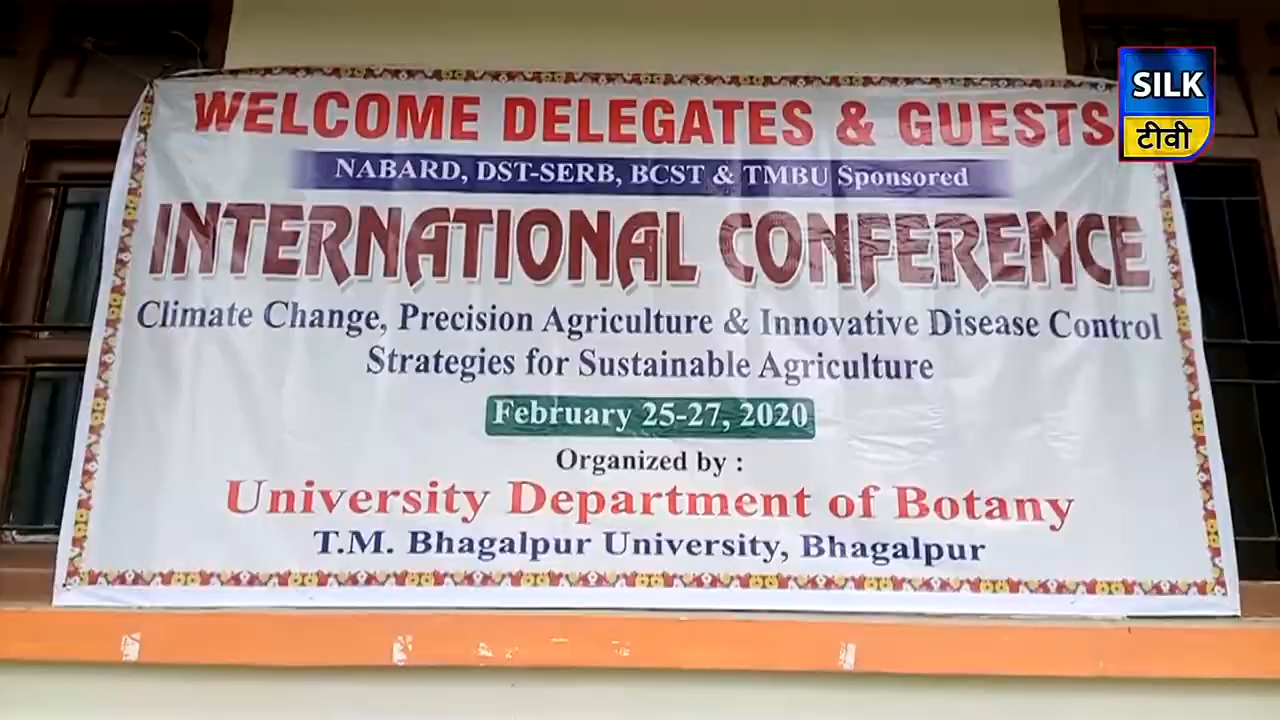 WELCOME DELEGATES & GUESTS
SILK
टीवी
NABARD, DST-SERB, BCST & TMBU Sponsored
INTERNATIONAL CONFERENCE
Climate Change, Precision Agriculture & Innovative Disease Control
Strategies for Sustainable Agriculture
February 25-27, 2020
Organized by :
University Department of Botany
T.M. Bhagalpur University, Bhagalpur